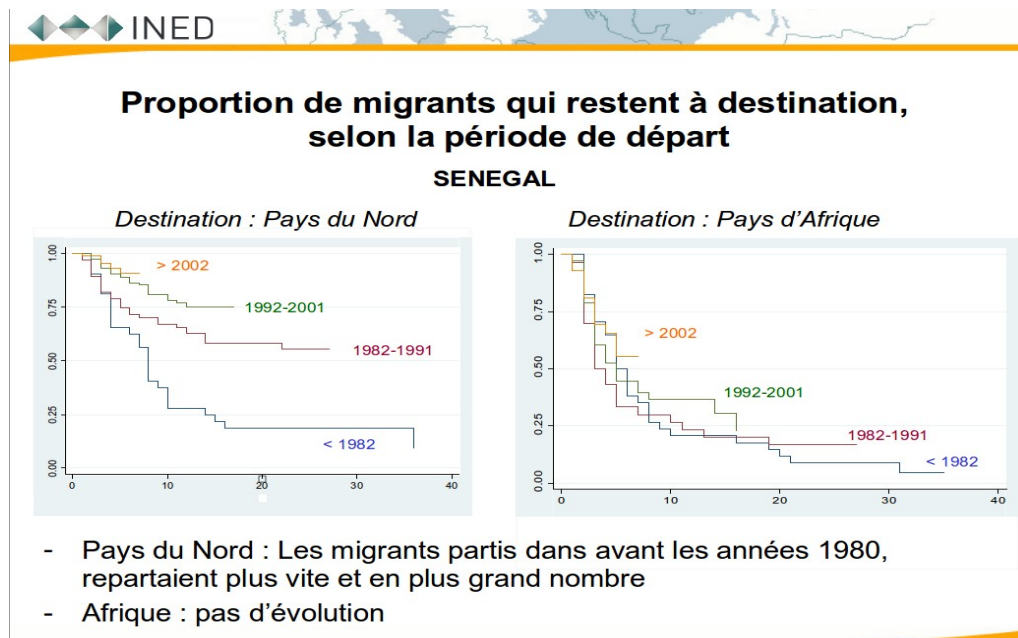 INED
Proportion de migrants qui restent à destination,
selon la période de départ
SENEGAL
Destination : Pays du Nord
1.00
0.75
0.50
0.25
0.00
> 2002
1992-2001
1982-1991
< 1982
0 10 20 30 40
Destination : Pays d'Afrique
1.00
0.75
0.50
0.25
0.00
> 2002
1992-2001
1982-1991
< 1982
0 10 20 30 40
- Pays du Nord : Les migrants partis dans avant les années 1980,
repartaient plus vite et en plus grand nombre
- Afrique : pas d'évolution